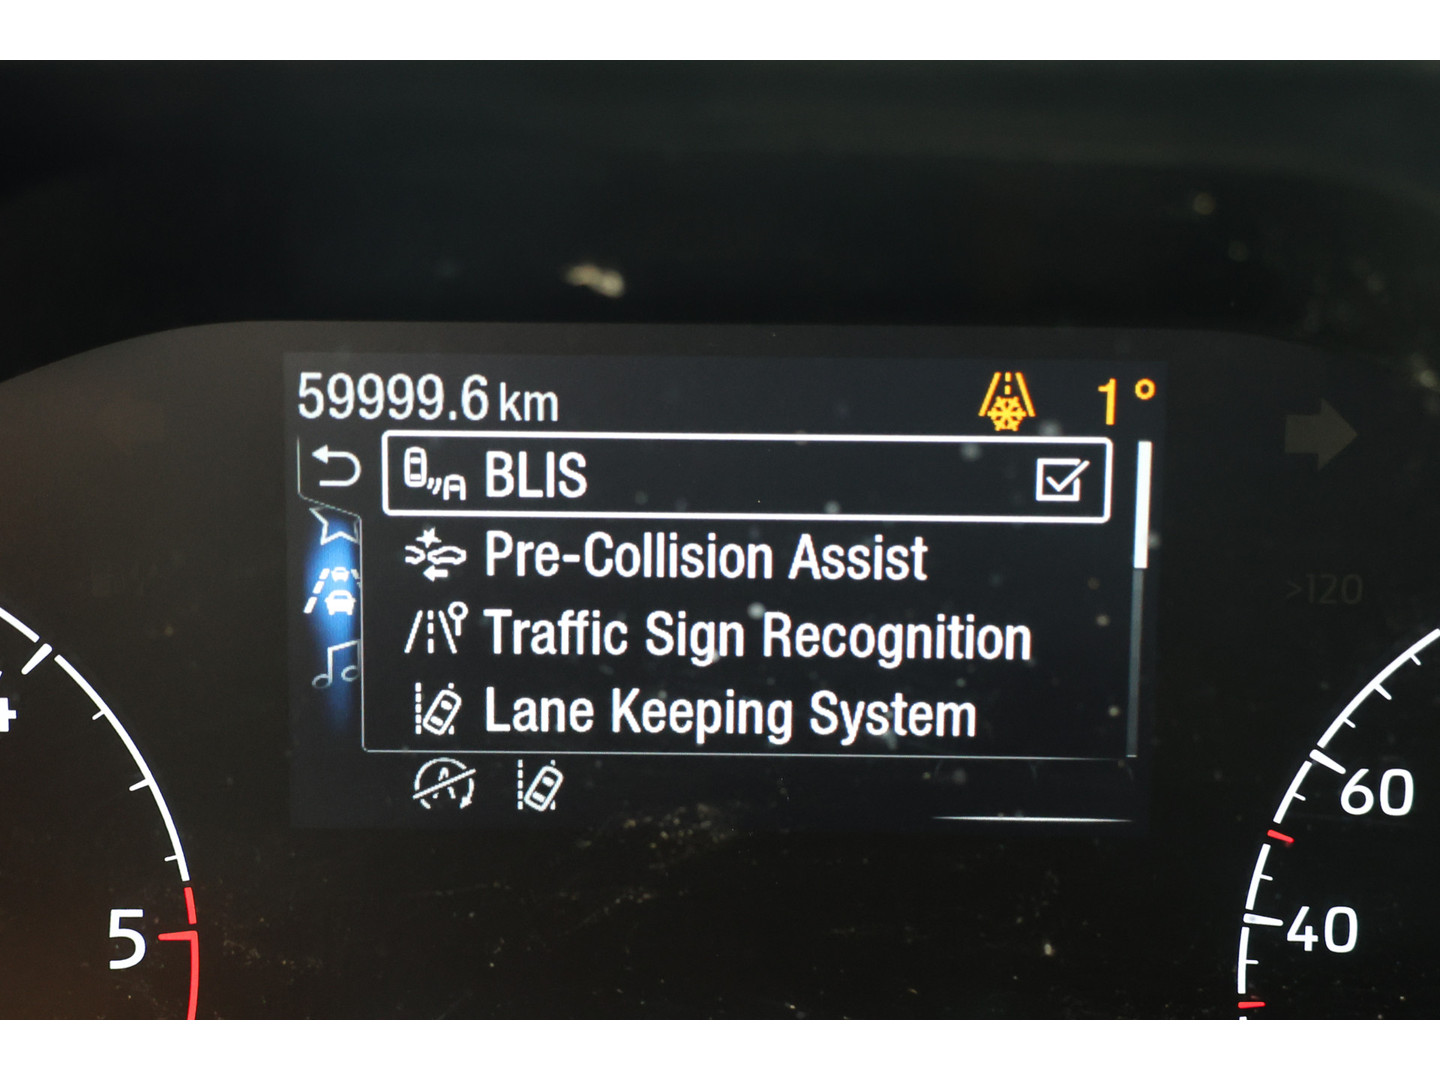 59999.6 km 1°
BLIS
Pre-Collision Assist
Traffic Sign Recognition
Lane Keeping System
>120
60
40
5